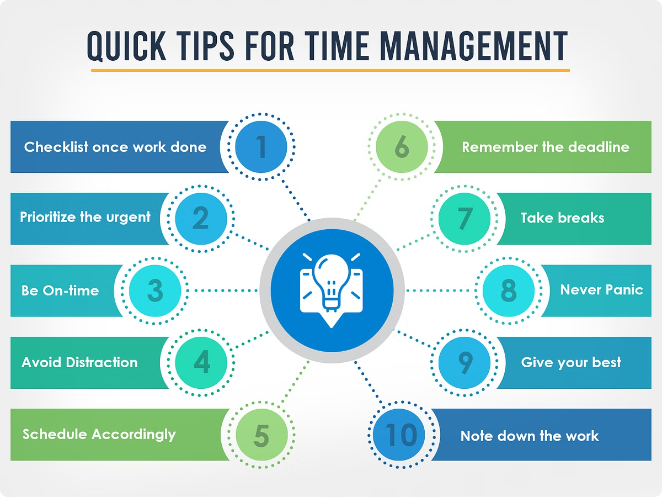 QUICK TIPS FOR TIME MANAGEMENT
Checklist once work done
1
Prioritize the urgent
2
Be On-time
3
Avoid Distraction
4
Schedule Accordingly
5
6
Remember the deadline
7
Take breaks
8
Never Panic
9
Give your best
10
Note down the work